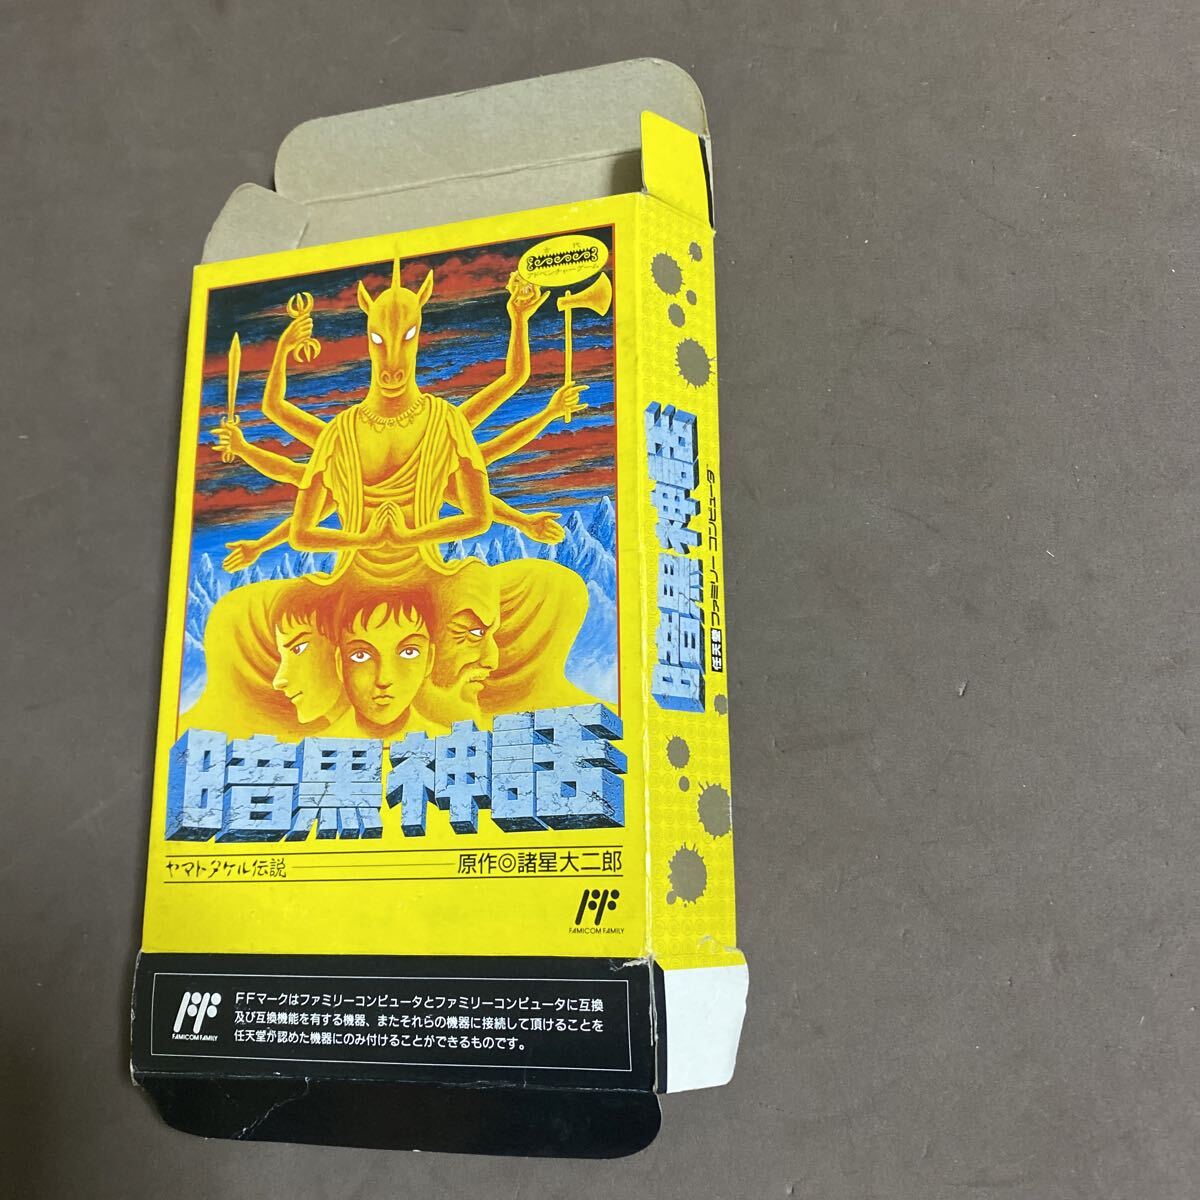 古代
アドベンチャーゲーム
暗黒神話
ヤマトタケル伝説
原作◎諸星大二郎
FF
FAMICOM FAMILY
FF
FAMICOM FAMILY
FFマークはファミリーコンピュータとファミリーコンピュータに互換
及び互換機能を有する機器、またそれらの機器に接続して頂けることを
任天堂が認めた機器にのみ付けることができるものです。
暗黒神話
任天堂ファミリーコンピュータ